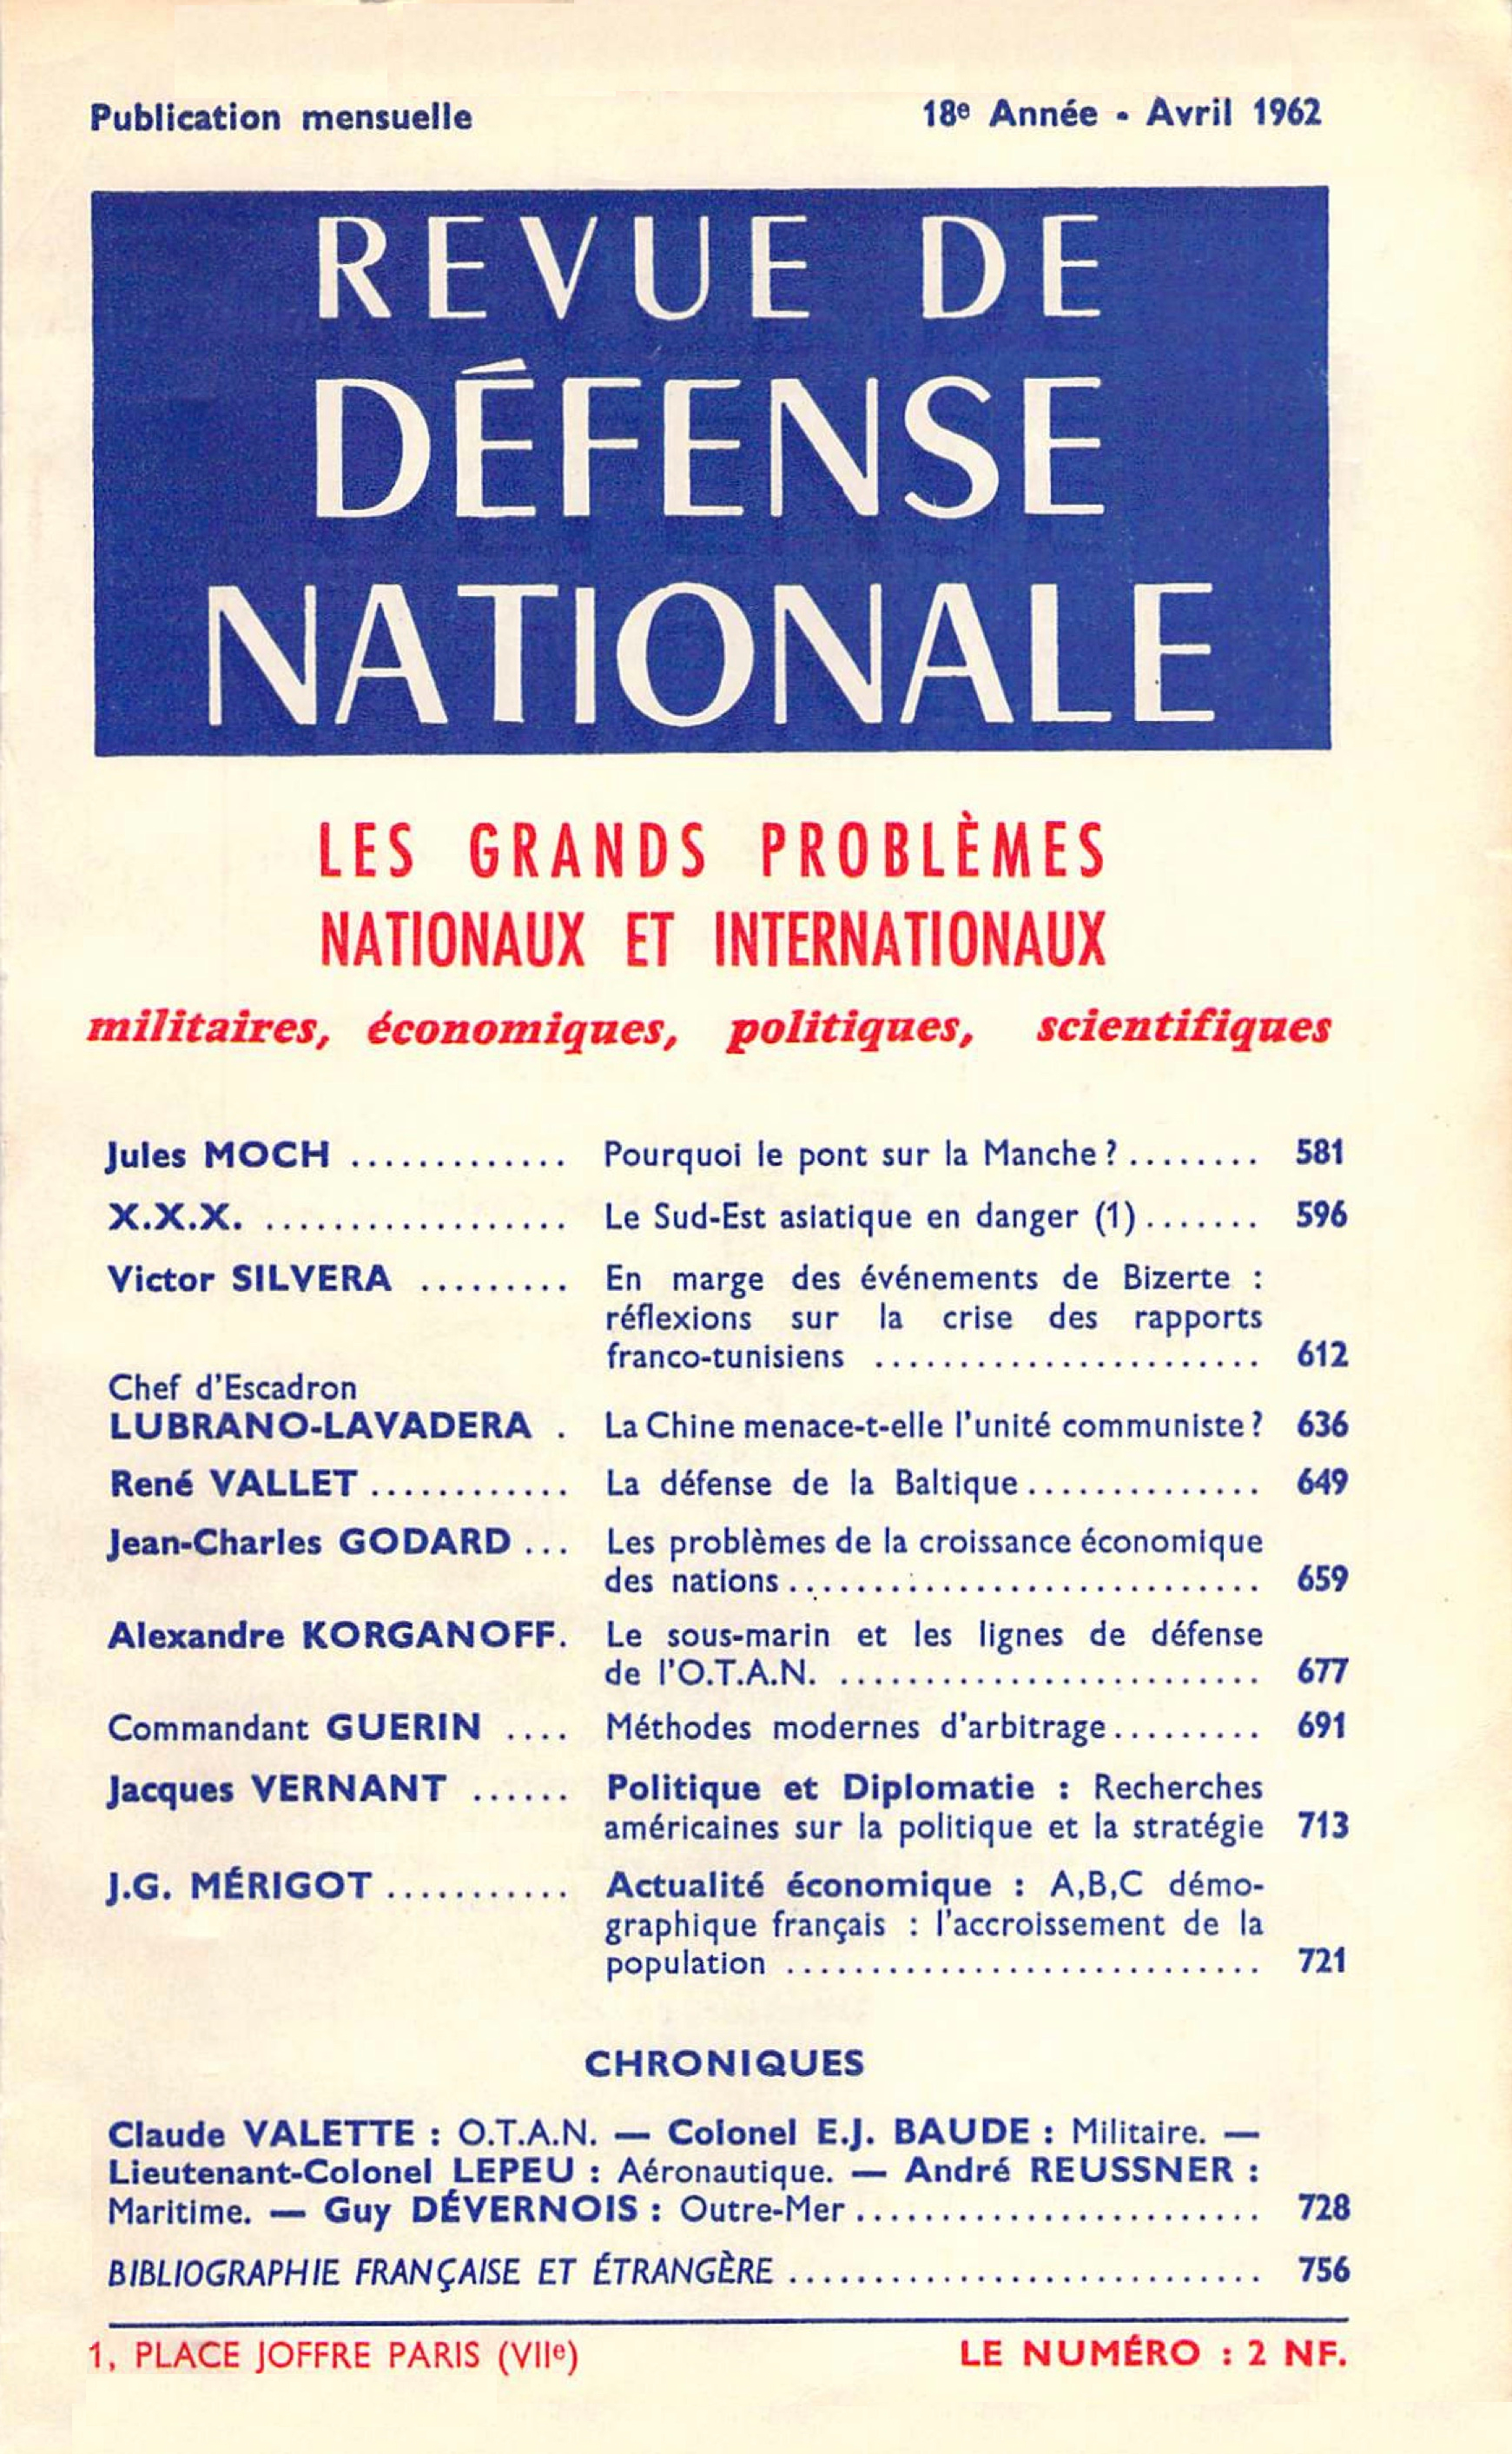 Publication mensuelle 18e Année - Avril 1962
REVUE DE
DÉFENSE
NATIONALE
LES GRANDS PROBLÈMES
NATIONAUX ET INTERNATIONAUX
militaires, économiques, politiques, scientifiques
Jules MOCH ............. Pourquoi le pont sur la Manche ? ........ 581
X.X.X. .................. Le Sud-Est asiatique en danger (1) ....... 596
Victor SILVERA ......... En marge des événements de Bizerte :
réflexions sur la crise des rapports
franco-tunisiens ....................... 612
Chef d'Escadron
LUBRANO-LAVADERA . La Chine menace-t-elle l'unité communiste ? 636
René VALLET ............ La défense de la Baltique .............. 649
Jean-Charles GODARD ... Les problèmes de la croissance économique
des nations ............................ 659
Alexandre KORGANOFF. Le sous-marin et les lignes de défense
de l'O.T.A.N. ......................... 677
Commandant GUERIN .... Méthodes modernes d'arbitrage ......... 691
Jacques VERNANT ...... Politique et Diplomatie : Recherches
américaines sur la politique et la stratégie 713
J.G. MÉRIGOT ........... Actualité économique : A,B,C démo-
graphique français : l'accroissement de la
population ............................ 721
CHRONIQUES
Claude VALETTE : O.T.A.N. — Colonel E.J. BAUDE : Militaire. —
Lieutenant-Colonel LEPEU : Aéronautique. — André REUSSNER :
Maritime. — Guy DÉVERNOIS : Outre-Mer ........................ 728
BIBLIOGRAPHIE FRANÇAISE ET ÉTRANGÈRE ............................ 756
1, PLACE JOFFRE PARIS (VIIe) LE NUMÉRO : 2 NF.